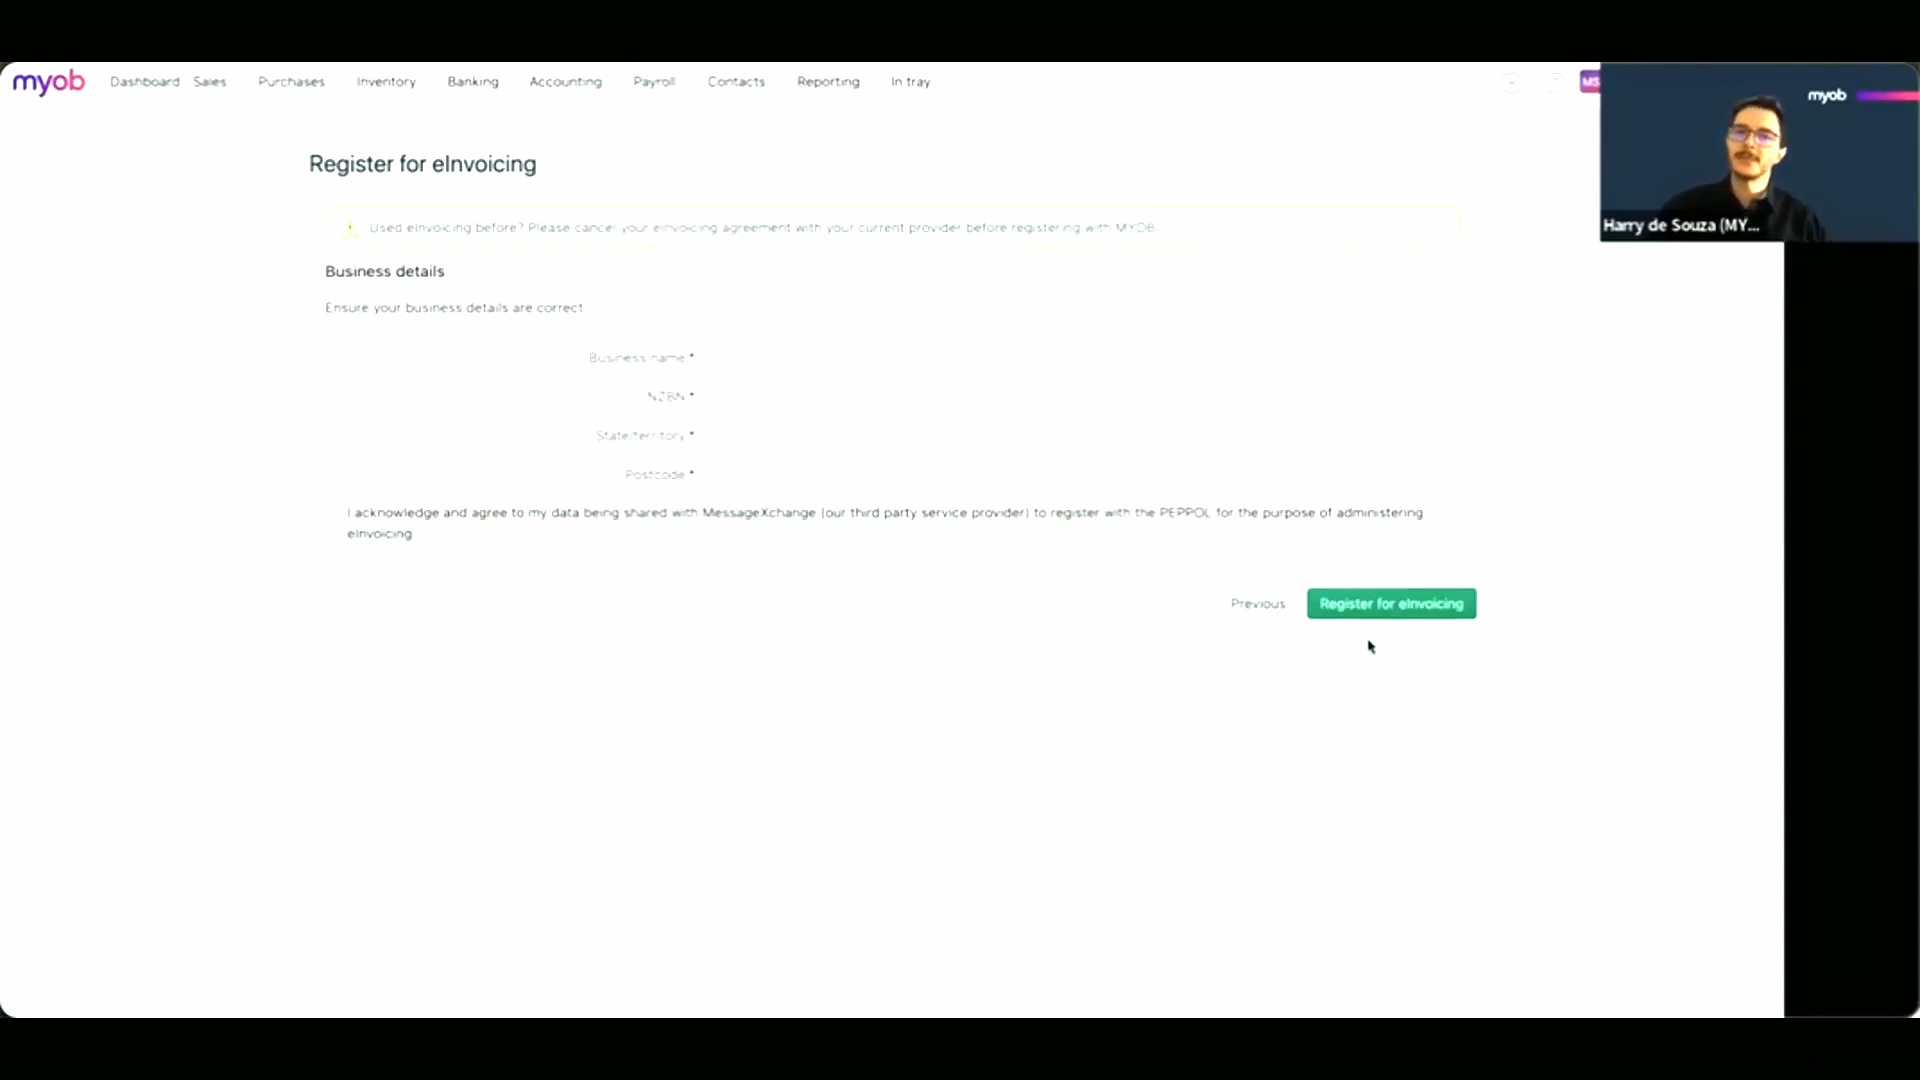 myob Dashboard Sales Purchases Inventory Banking Accounting Payroll Contacts Reporting In tray MS
myob
Harry de Souza (MY...
Register for eInvoicing
Used eInvoicing before? Please cancel your eInvoicing agreement with your current provider before registering with MYOB
Business details
Ensure your business details are correct
Business name *
NZBN *
State/territory *
Postcode *
I acknowledge and agree to my data being shared with MessageXchange (our third party service provider) to register with the PEPPOL for the purpose of administering
eInvoicing
Previous Register for eInvoicing